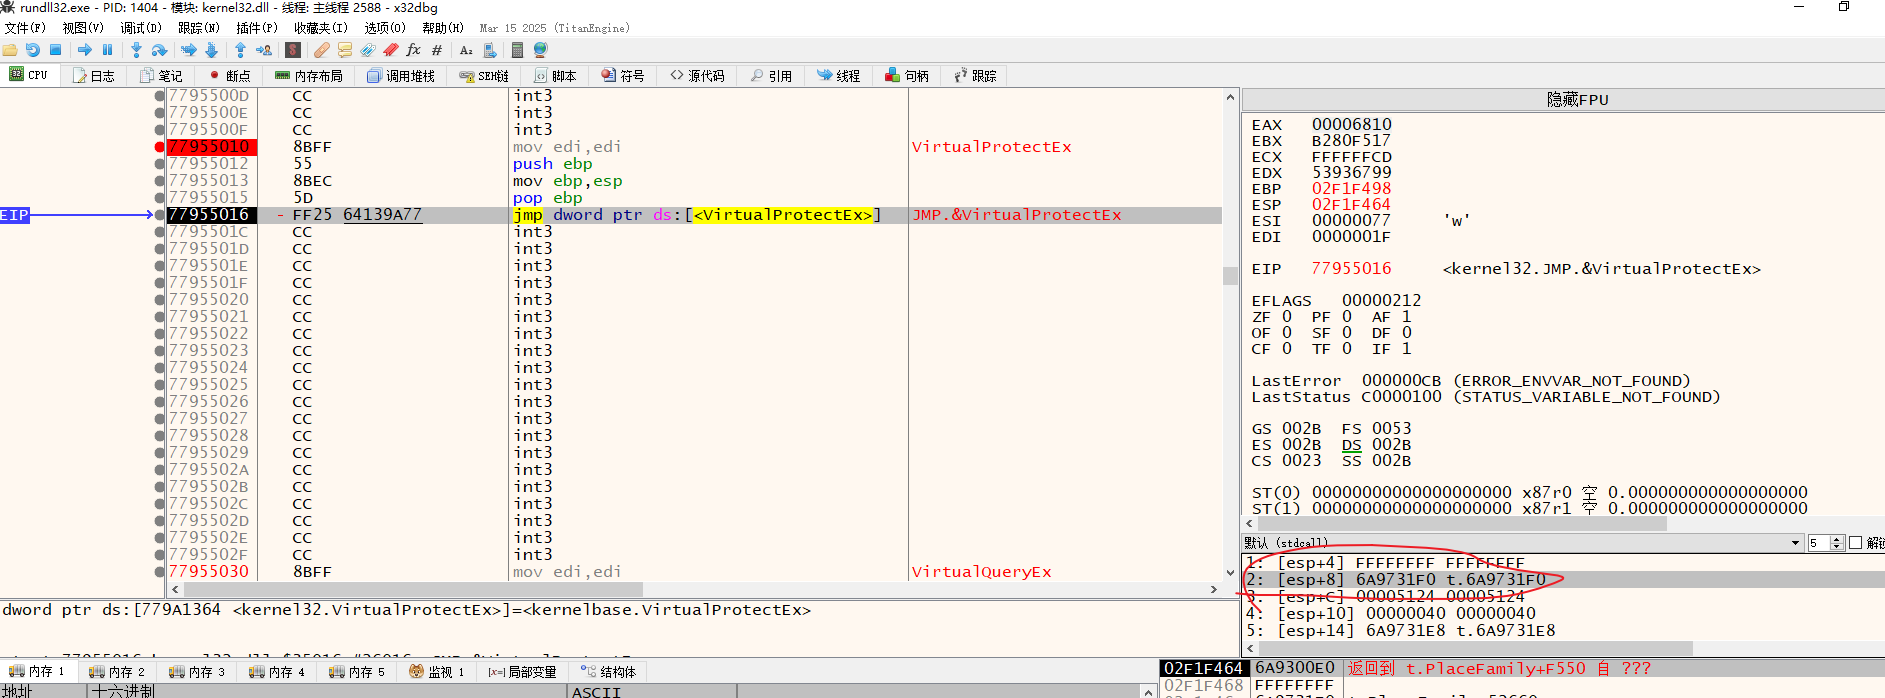 rundll32.exe - PID: 1404 - 模块: kernel32.dll - 线程: 主线程 2588 - x32dbg
文件(F) 视图(V) 调试(D) 跟踪(N) 插件(P) 收藏夹(I) 选项(O) 帮助(H) Mar 15 2025 (TitanEngine)
CPU 日志 笔记 断点 内存布局 调用堆栈 SEH链 脚本 符号 源代码 引用 线程 句柄 跟踪
7795500D CC int3
7795500E CC int3
7795500F CC int3
77955010 8BFF mov edi,edi VirtualProtectEx
77955012 55 push ebp
77955013 8BEC mov ebp,esp
77955015 5D pop ebp
EIP 77955016 - FF25 64139A77 jmp dword ptr ds:[<VirtualProtectEx>] JMP.&VirtualProtectEx
7795501C CC int3
7795501D CC int3
7795501E CC int3
7795501F CC int3
77955020 CC int3
77955021 CC int3
77955022 CC int3
77955023 CC int3
77955024 CC int3
77955025 CC int3
77955026 CC int3
77955027 CC int3
77955028 CC int3
77955029 CC int3
7795502A CC int3
7795502B CC int3
7795502C CC int3
7795502D CC int3
7795502E CC int3
7795502F CC int3
77955030 8BFF mov edi,edi VirtualQueryEx
隐藏FPU
EAX 00006810
EBX B280F517
ECX FFFFFFCD
EDX 53936799
EBP 02F1F498
ESP 02F1F464
ESI 00000077 'w'
EDI 0000001F
EIP 77955016 <kernel32.JMP.&VirtualProtectEx>
EFLAGS 00000212
ZF 0 PF 0 AF 1
OF 0 SF 0 DF 0
CF 0 TF 0 IF 1
LastError 000000CB (ERROR_ENVVAR_NOT_FOUND)
LastStatus C0000100 (STATUS_VARIABLE_NOT_FOUND)
GS 002B FS 0053
ES 002B DS 002B
CS 0023 SS 002B
ST(0) 00000000000000000000 x87r0 空 0.000000000000000000
ST(1) 00000000000000000000 x87r1 空 0.000000000000000000
默认 (stdcall) 5 解锁
1: [esp+4] FFFFFFFF FFFFFFFF
2: [esp+8] 6A9731F0 t.6A9731F0
3: [esp+C] 00005124 00005124
4: [esp+10] 00000040 00000040
5: [esp+14] 6A9731E8 t.6A9731E8
dword ptr ds:[779A1364 <kernel32.VirtualProtectEx>]=<kernelbase.VirtualProtectEx>
内存 1 内存 2 内存 3 内存 4 内存 5 监视 1 [x=] 局部变量 结构体
地址 十六进制 ASCII
02F1F464 6A9300E0 返回到 t.PlaceFamily+F550 自 ???
02F1F468 FFFFFFFF